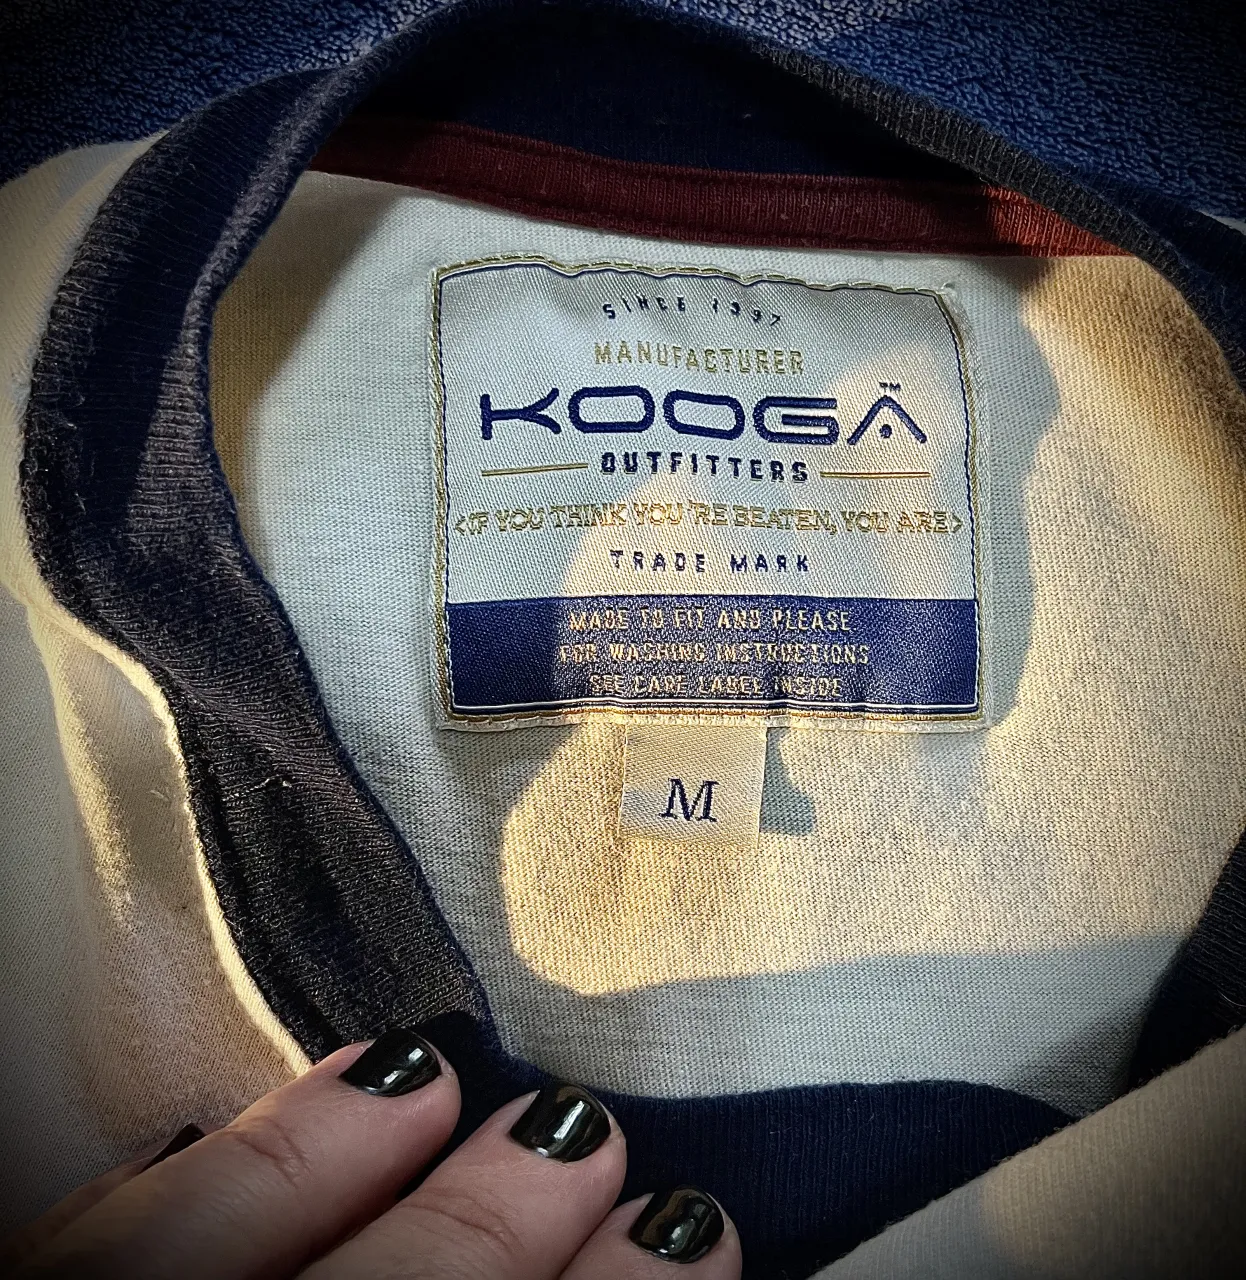 SINCE 1997
MANUFACTURER
KOOGA™
OUTFITTERS
<IF YOU THINK YOU'RE BEATEN, YOU ARE>
TRADE MARK
MADE TO FIT AND PLEASE
FOR WASHING INSTRUCTIONS
SEE CARE LABEL INSIDE
M